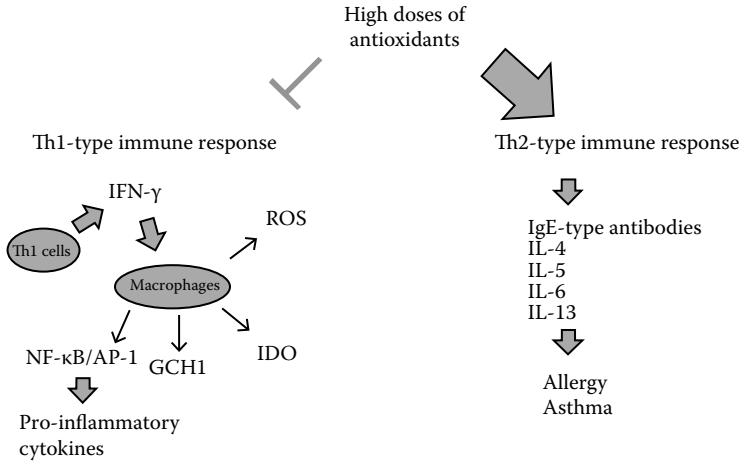 High doses of
antioxidants
Th1-type immune response
Th2-type immune response
IFN-γ
Th1 cells
ROS
Macrophages
NF-κB/AP-1
GCH1
IDO
Pro-inflammatory
cytokines
IgE-type antibodies
IL-4
IL-5
IL-6
IL-13
Allergy
Asthma